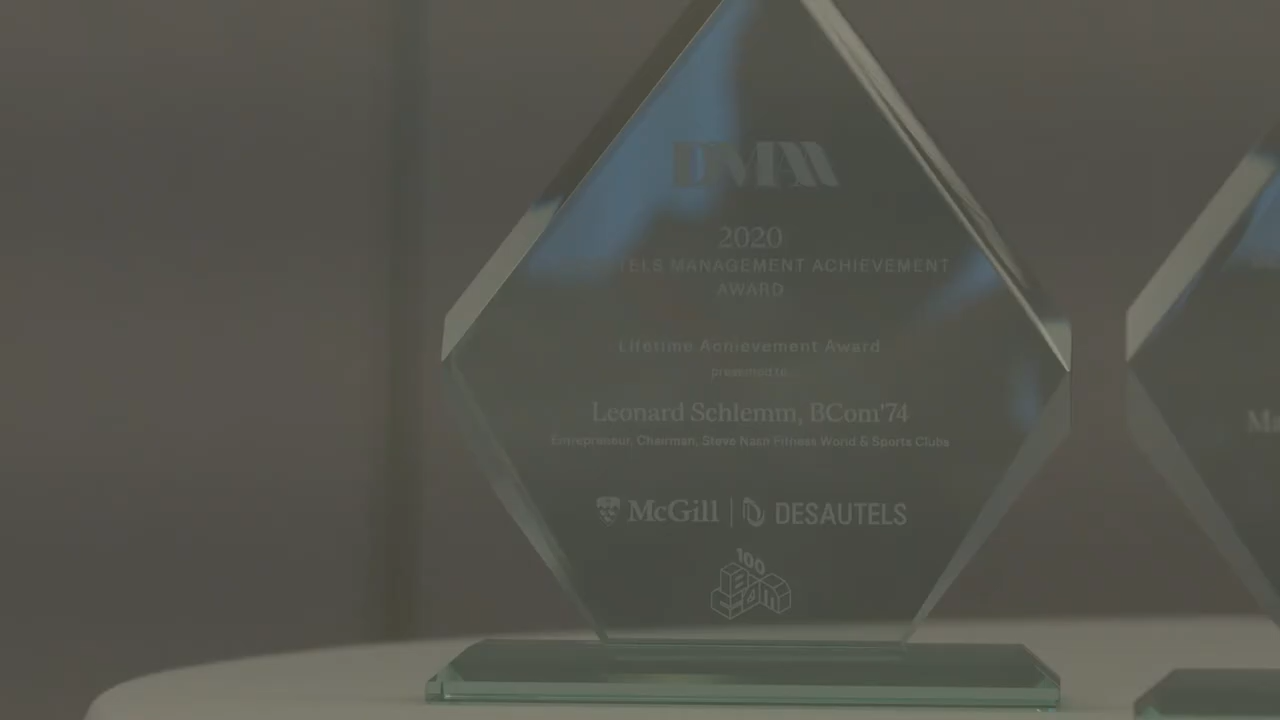 DMA
2020
TELS MANAGEMENT ACHIEVEMENT
AWARD
Lifetime Achievement Award
presented to
Leonard Schlemm, BCom'74
Entrepreneur, Chairman, Steve Nash Fitness World & Sports Clubs
McGill | DESAUTELS
100